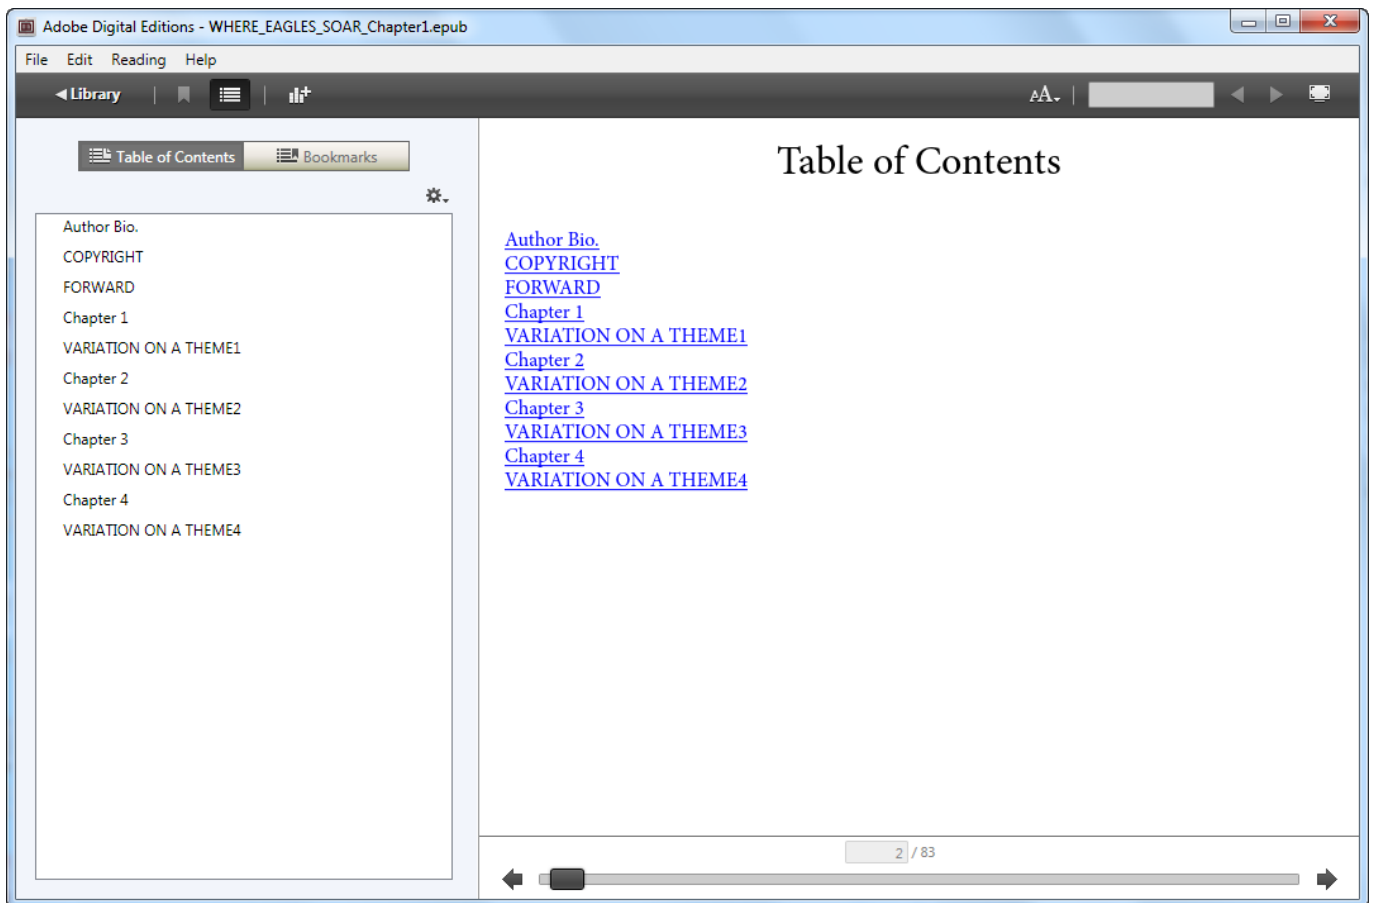 Adobe Digital Editions - WHERE_EAGLES_SOAR_Chapter1.epub
File Edit Reading Help
Library
AA
Table of Contents Bookmarks
Author Bio.
COPYRIGHT
FORWARD
Chapter 1
VARIATION ON A THEME1
Chapter 2
VARIATION ON A THEME2
Chapter 3
VARIATION ON A THEME3
Chapter 4
VARIATION ON A THEME4
Table of Contents
Author Bio.
COPYRIGHT
FORWARD
Chapter 1
VARIATION ON A THEME1
Chapter 2
VARIATION ON A THEME2
Chapter 3
VARIATION ON A THEME3
Chapter 4
VARIATION ON A THEME4
2 / 83